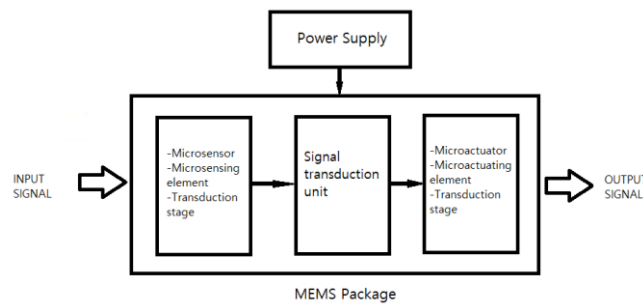 Power Supply
INPUT
SIGNAL
-Microsensor
-Microsensing
element
-Transduction
stage
Signal
transduction
unit
-Microactuator
-Microactuating
element
-Transduction
stage
OUTPUT
SIGNAL
MEMS Package